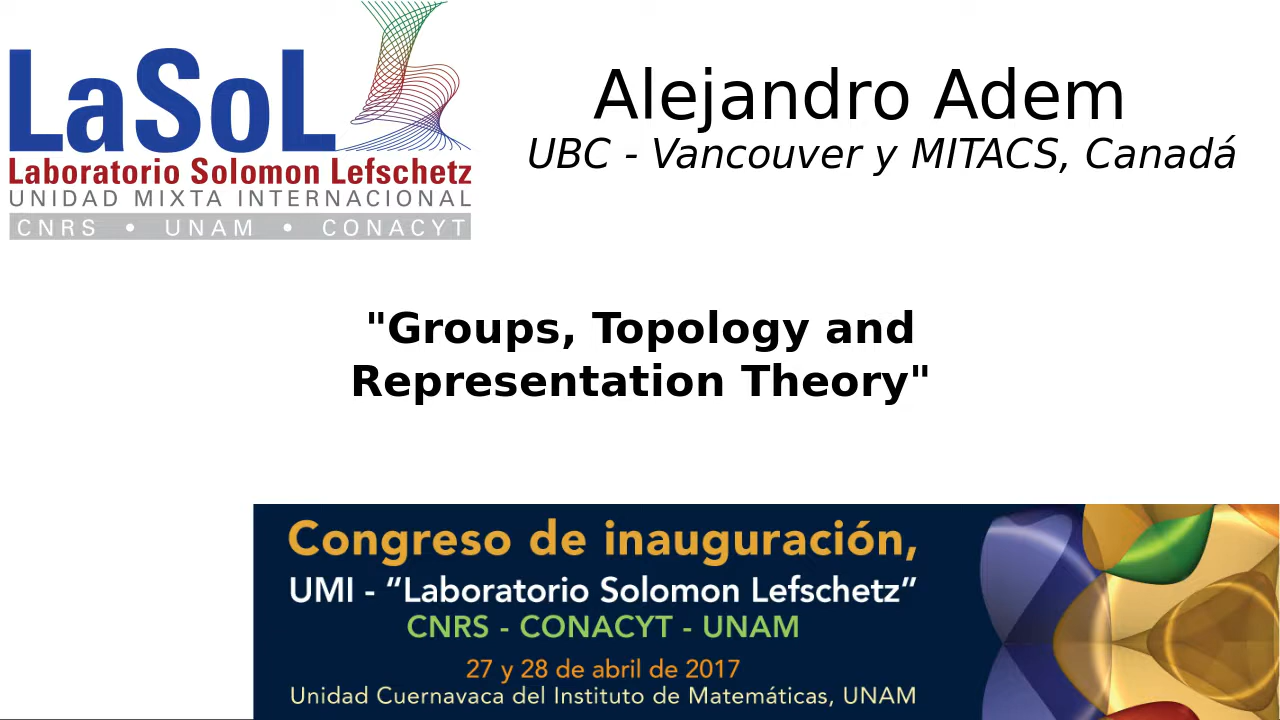 LaSoL
Laboratorio Solomon Lefschetz
UNIDAD MIXTA INTERNACIONAL
CNRS • UNAM • CONACYT
Alejandro Adem
UBC - Vancouver y MITACS, Canadá
"Groups, Topology and
Representation Theory"
Congreso de inauguración,
UMI - “Laboratorio Solomon Lefschetz”
CNRS - CONACYT - UNAM
27 y 28 de abril de 2017
Unidad Cuernavaca del Instituto de Matemáticas, UNAM